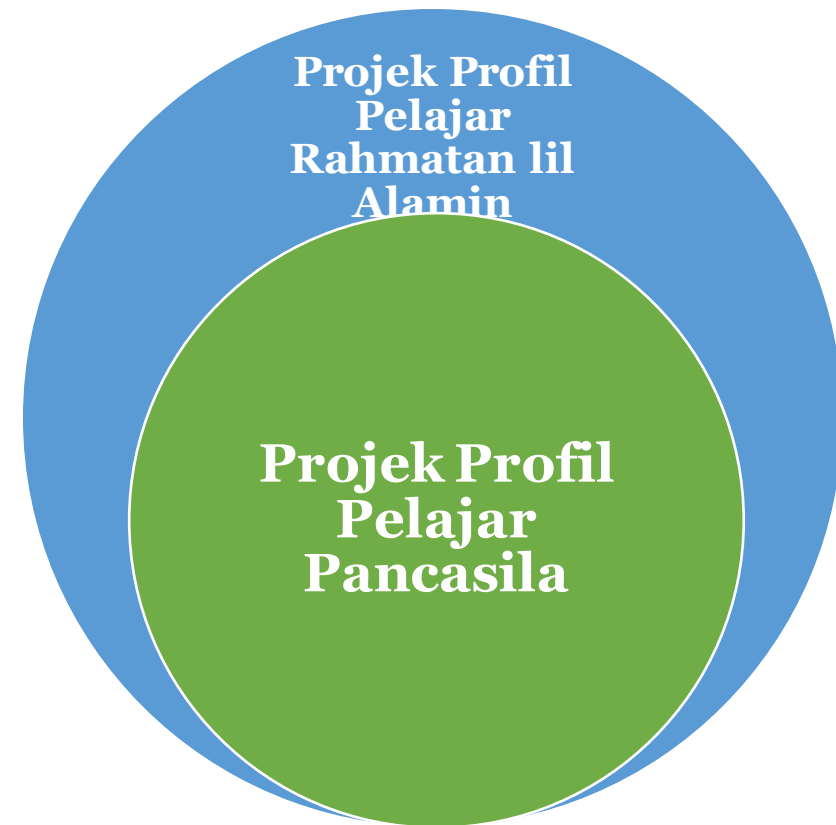 Projek Profil
Pelajar
Rahmatan lil
Alamin
Projek Profil
Pelajar
Pancasila